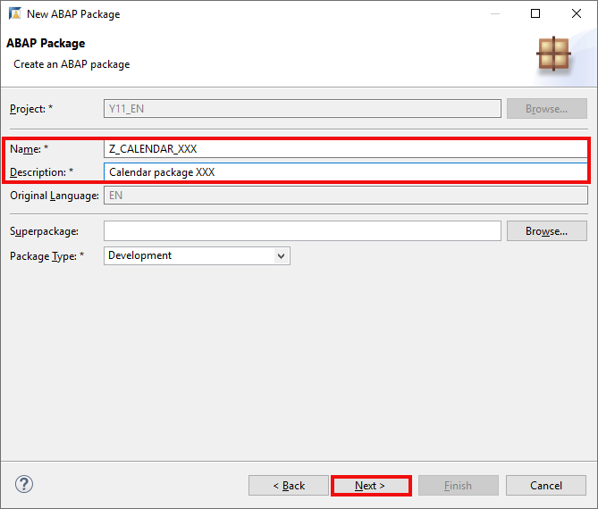 New ABAP Package
ABAP Package
Create an ABAP package
Project: * Y11_EN Browse...
Name: * Z_CALENDAR_XXX
Description: * Calendar package XXX
Original Language: EN
Superpackage: Browse...
Package Type: * Development
? < Back Next > Finish Cancel